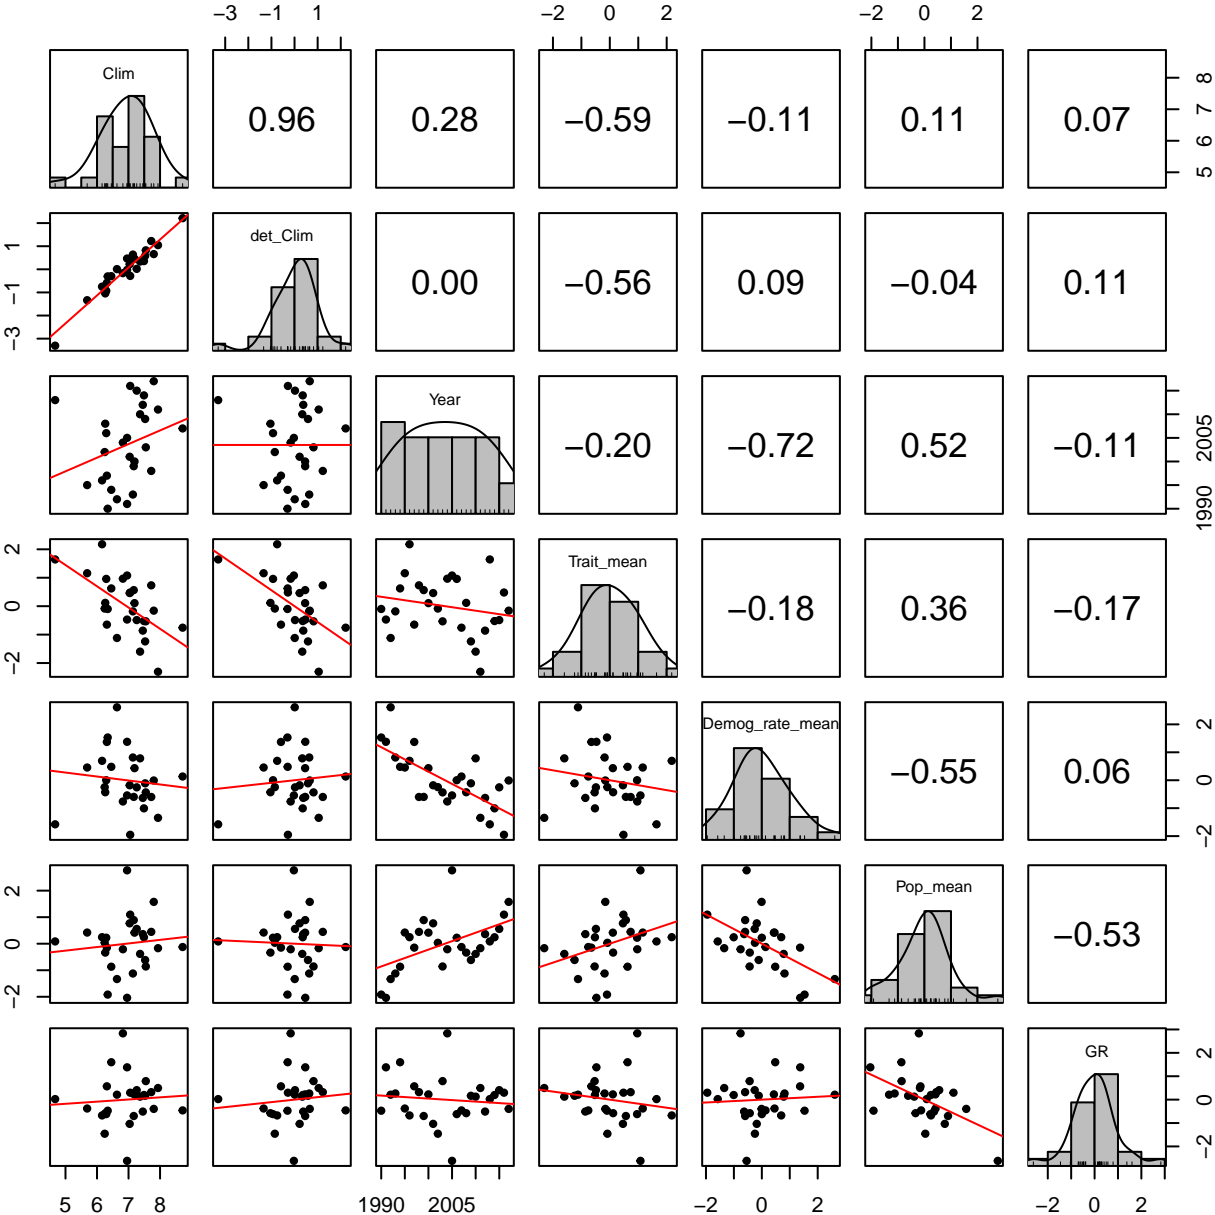 −3 −1 1 −2 0 2 −2 0 2
Clim 0.96 0.28 −0.59 −0.11 0.11 0.07 5 6 7 8
−3 −1 1 det_Clim 0.00 −0.56 0.09 −0.04 0.11
Year −0.20 −0.72 0.52 −0.11 1990 2005
−2 0 2 Trait_mean −0.18 0.36 −0.17
Demog_rate_mean −0.55 0.06 −2 0 2
−2 0 2 Pop_mean −0.53
GR −2 0 2
5 6 7 8 1990 2005 −2 0 2 −2 0 2